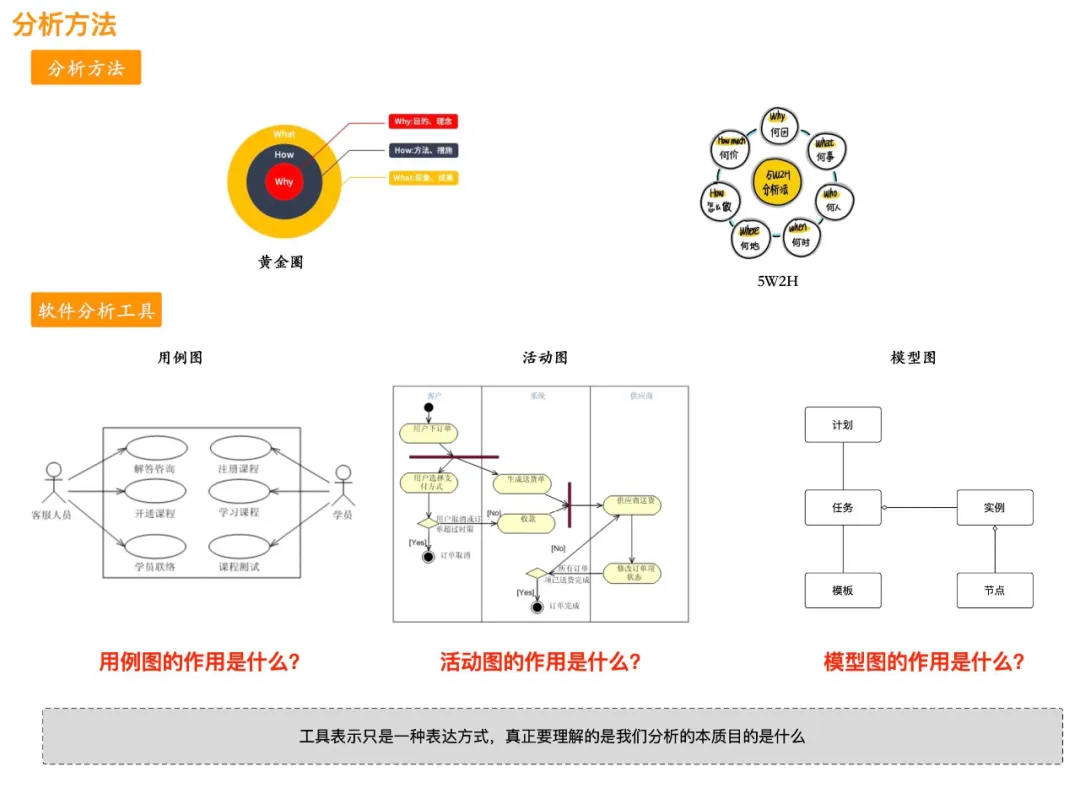 分析方法
分析方法
What
How
Why
Why:目的、理念
How:方法、措施
What:现象、成果
黄金圈
Why
何因
what
何事
who
何人
when
何时
Where
何地
How
怎么做
How much
何价
5W2H
分析法
5W2H
软件分析工具
用例图
活动图
模型图
客服人员
解答咨询
注册课程
开通课程
学习课程
学员联络
课程测试
学员
客户
系统
供应商
用户下订单
用户选择支
付方式
生成送货单
供应商送货
收款
用户取消或订
单超过时限
[No]
[Yes]
订单取消
[No]
所有订单
项已送货完成
修改订单项
状态
[Yes]
订单完成
计划
任务
实例
模板
节点
用例图的作用是什么?
活动图的作用是什么?
模型图的作用是什么?
工具表示只是一种表达方式，真正要理解的是我们分析的本质目的是什么